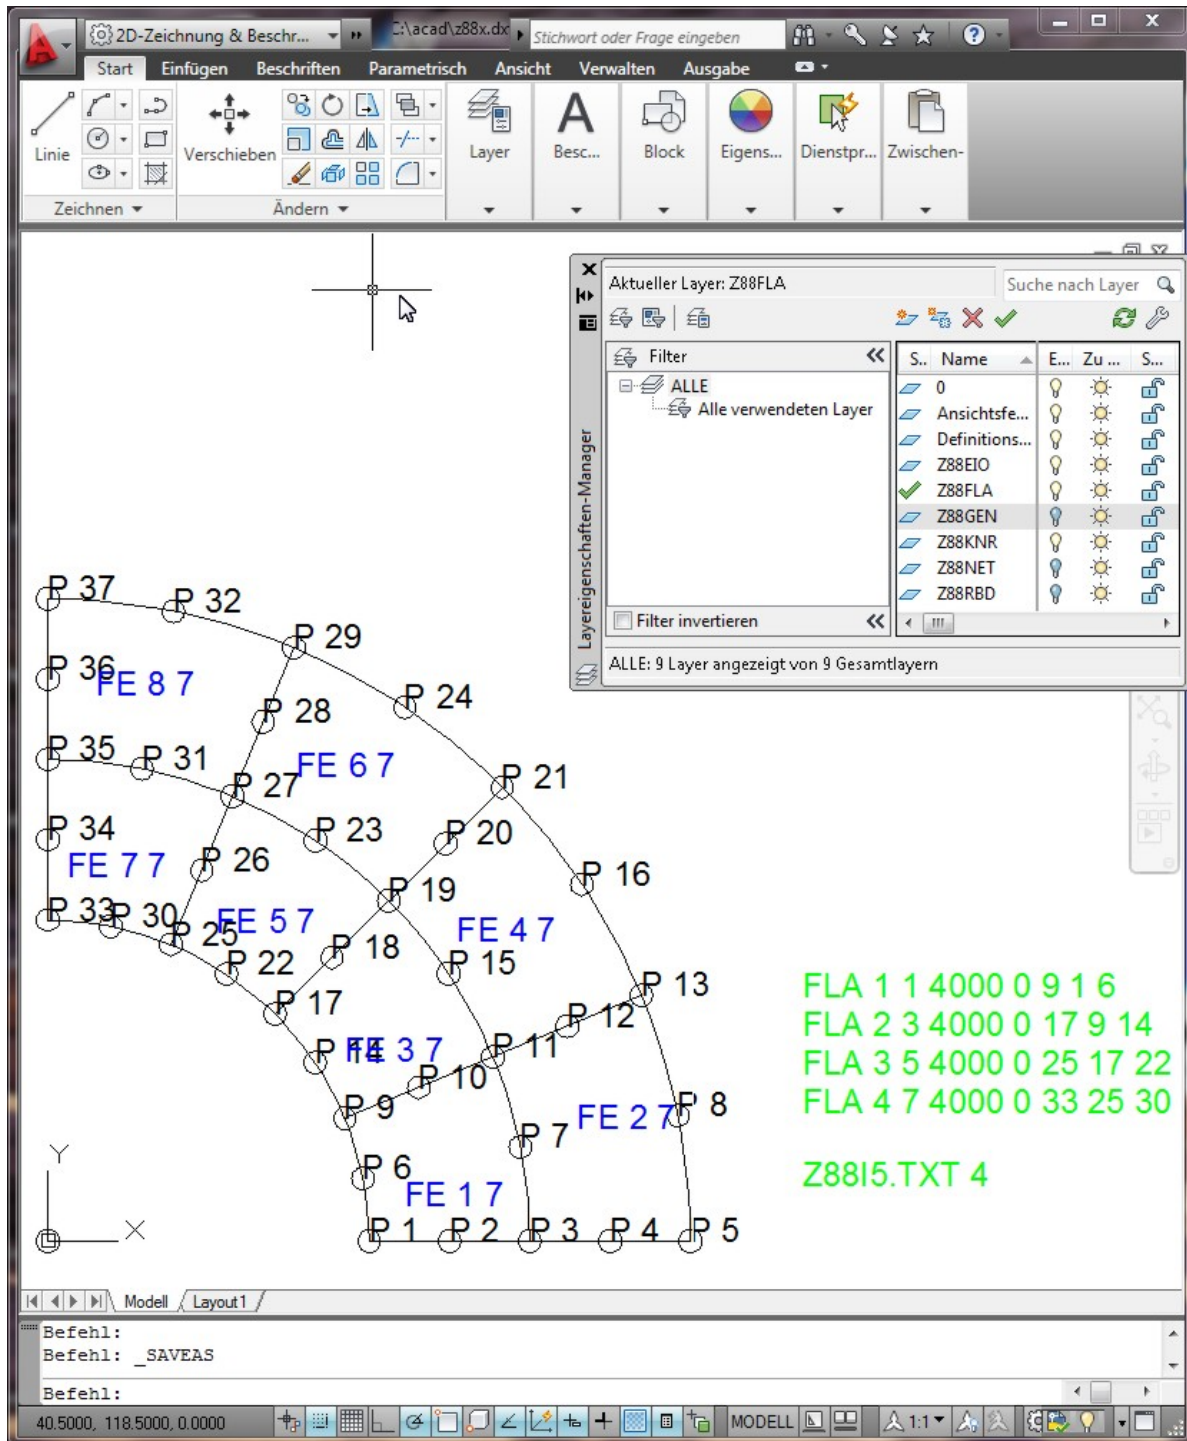 2D-Zeichnung & Beschr...
C:\acad\z88x.dx
Stichwort oder Frage eingeben
Start Einfügen Beschriften Parametrisch Ansicht Verwalten Ausgabe
Linie
Verschieben
Layer
Besc...
Block
Eigens...
Dienstpr...
Zwischen-
Zeichnen
Ändern
Aktueller Layer: Z88FLA
Suche nach Layer
Filter
ALLE
Alle verwendeten Layer
Filter invertieren
S.. Name E... Zu ... S...
0
Ansichtsfe...
Definitions...
Z88EIO
Z88FLA
Z88GEN
Z88KNR
Z88NET
Z88RBD
ALLE: 9 Layer angezeigt von 9 Gesamtlayern
Layereigenschaften-Manager
P 37
P 32
P 29
P 36
FE 8 7
P 24
P 28
P 35
P 31
FE 6 7
P 27
P 21
P 34
P 23
P 20
FE 7 7
P 26
P 16
P 19
P 33
P 30
P 25
FE 5 7
FE 4 7
P 18
P 22
P 15
P 17
P 13
P 12
P 14
FE 3 7
P 11
P 10
P 9
FE 2 7
P 8
P 7
P 6
FE 1 7
P 1
P 2
P 3
P 4
P 5
FLA 1 1 4000 0 9 1 6
FLA 2 3 4000 0 17 9 14
FLA 3 5 4000 0 25 17 22
FLA 4 7 4000 0 33 25 30
Z88I5.TXT 4
Y
X
Modell Layout1
Befehl:
Befehl: _SAVEAS
Befehl:
40.5000, 118.5000, 0.0000
MODELL
1:1